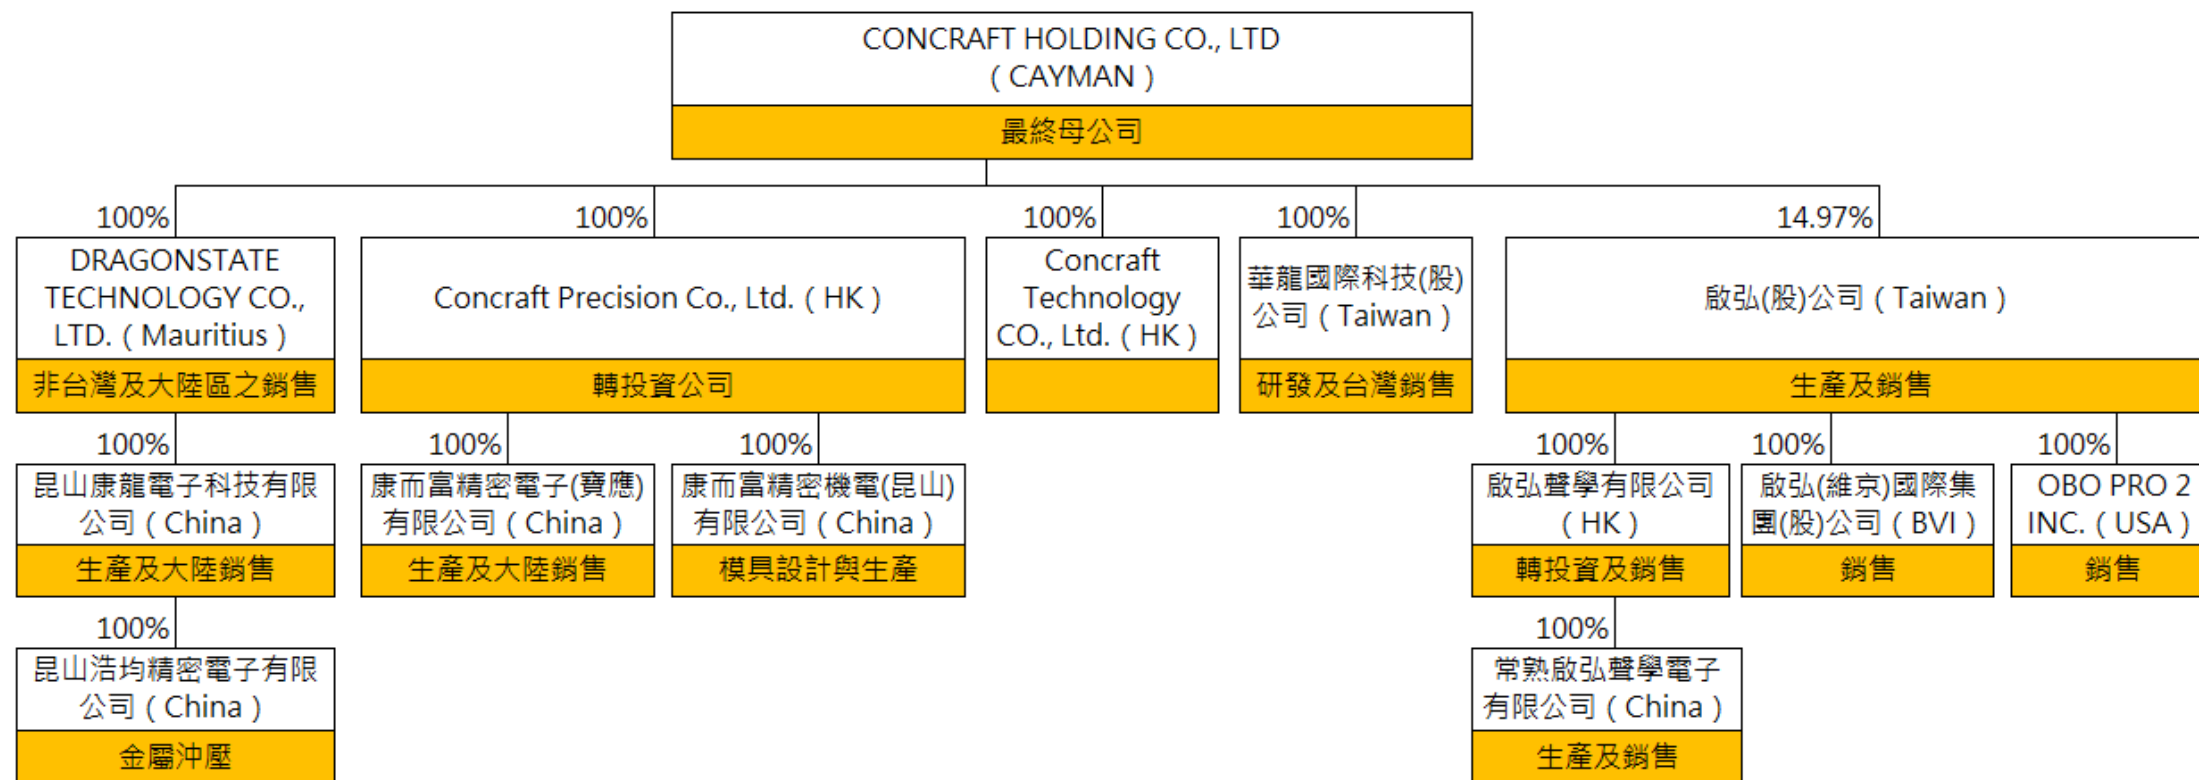 CONCRAFT HOLDING CO., LTD
( CAYMAN )
最終母公司
100%
100%
100%
100%
14.97%
DRAGONSTATE
TECHNOLOGY CO.,
LTD. ( Mauritius )
非台灣及大陸區之銷售
Concraft Precision Co., Ltd. ( HK )
轉投資公司
Concraft
Technology
CO., Ltd. ( HK )
華龍國際科技(股)
公司 ( Taiwan )
研發及台灣銷售
啟弘(股)公司 ( Taiwan )
生產及銷售
100%
100%
100%
100%
100%
100%
昆山康龍電子科技有限
公司 ( China )
生產及大陸銷售
康而富精密電子(寶應)
有限公司 ( China )
生產及大陸銷售
康而富精密機電(昆山)
有限公司 ( China )
模具設計與生產
啟弘聲學有限公司
( HK )
轉投資及銷售
啟弘(維京)國際集
團(股)公司 ( BVI )
銷售
OBO PRO 2
INC. ( USA )
銷售
100%
100%
昆山浩均精密電子有限
公司 ( China )
金屬沖壓
常熟啟弘聲學電子
有限公司 ( China )
生產及銷售